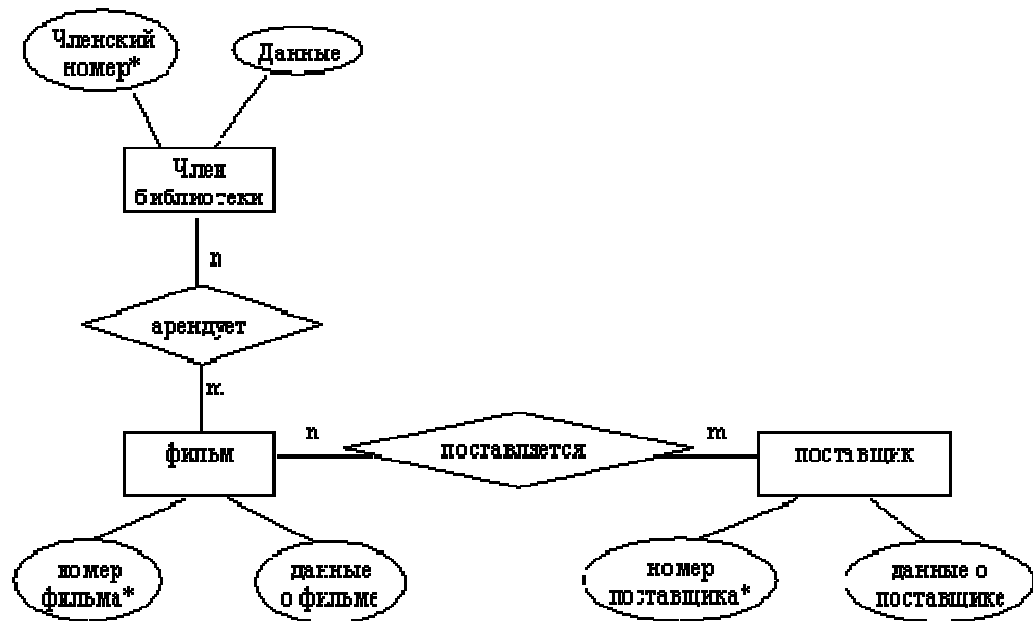 Членский
номер*
Данные
Член
библиотеки
n
арендует
m
фильм
n
поставляется
m
поставщик
номер
фильма*
данные
о фильме
номер
поставщика*
данные о
поставщике